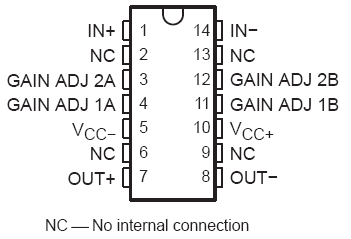 IN+ 1 14 IN−
NC 2 13 NC
GAIN ADJ 2A 3 12 GAIN ADJ 2B
GAIN ADJ 1A 4 11 GAIN ADJ 1B
VCC− 5 10 VCC+
NC 6 9 NC
OUT+ 7 8 OUT−
NC — No internal connection